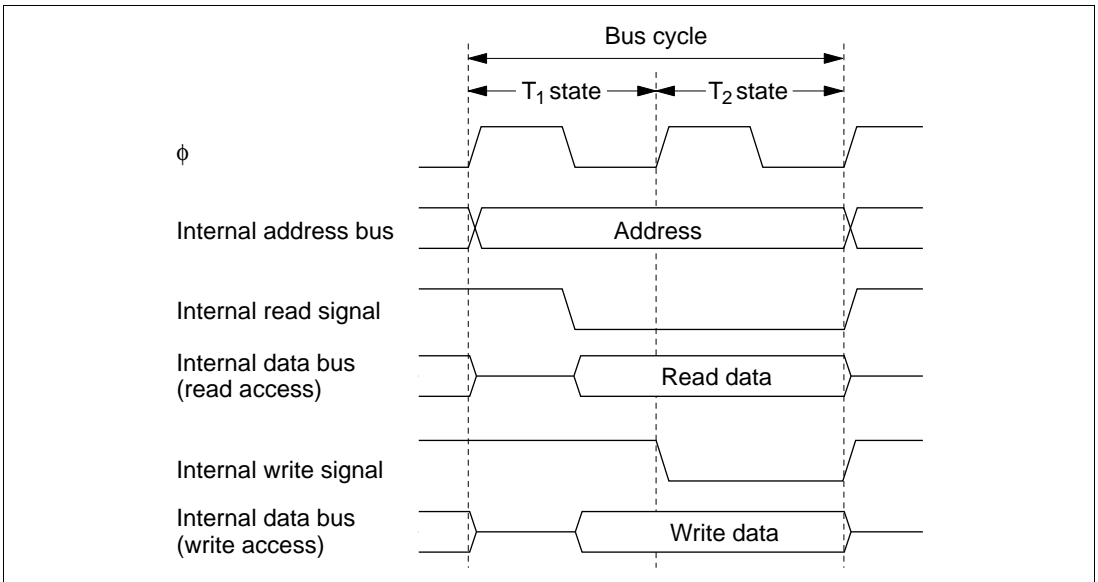 Bus cycle
T1 state T2 state
ϕ
Internal address bus Address
Internal read signal
Internal data bus
(read access)
Read data
Internal write signal
Internal data bus
(write access)
Write data